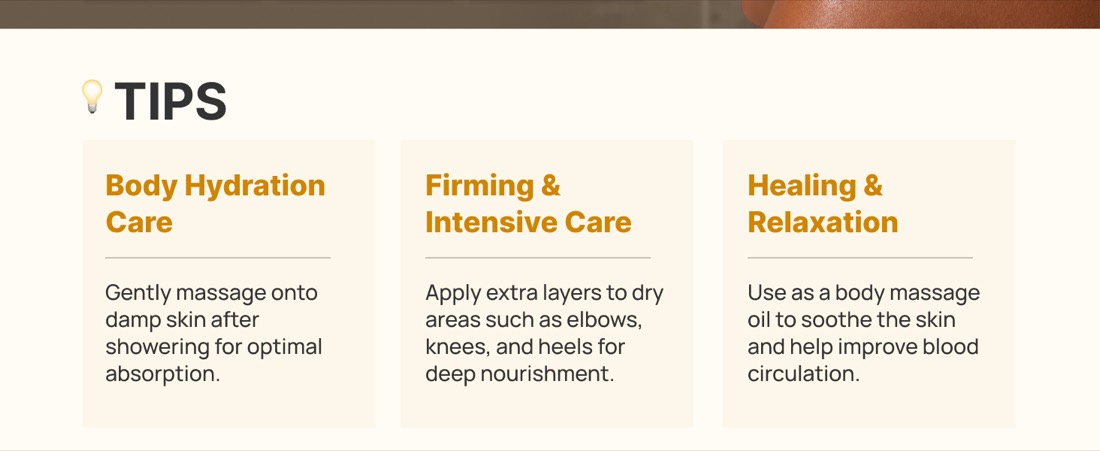 TIPS
Body Hydration
Care
Gently massage onto
damp skin after
showering for optimal
absorption.
Firming &
Intensive Care
Apply extra layers to dry
areas such as elbows,
knees, and heels for
deep nourishment.
Healing &
Relaxation
Use as a body massage
oil to soothe the skin
and help improve blood
circulation.